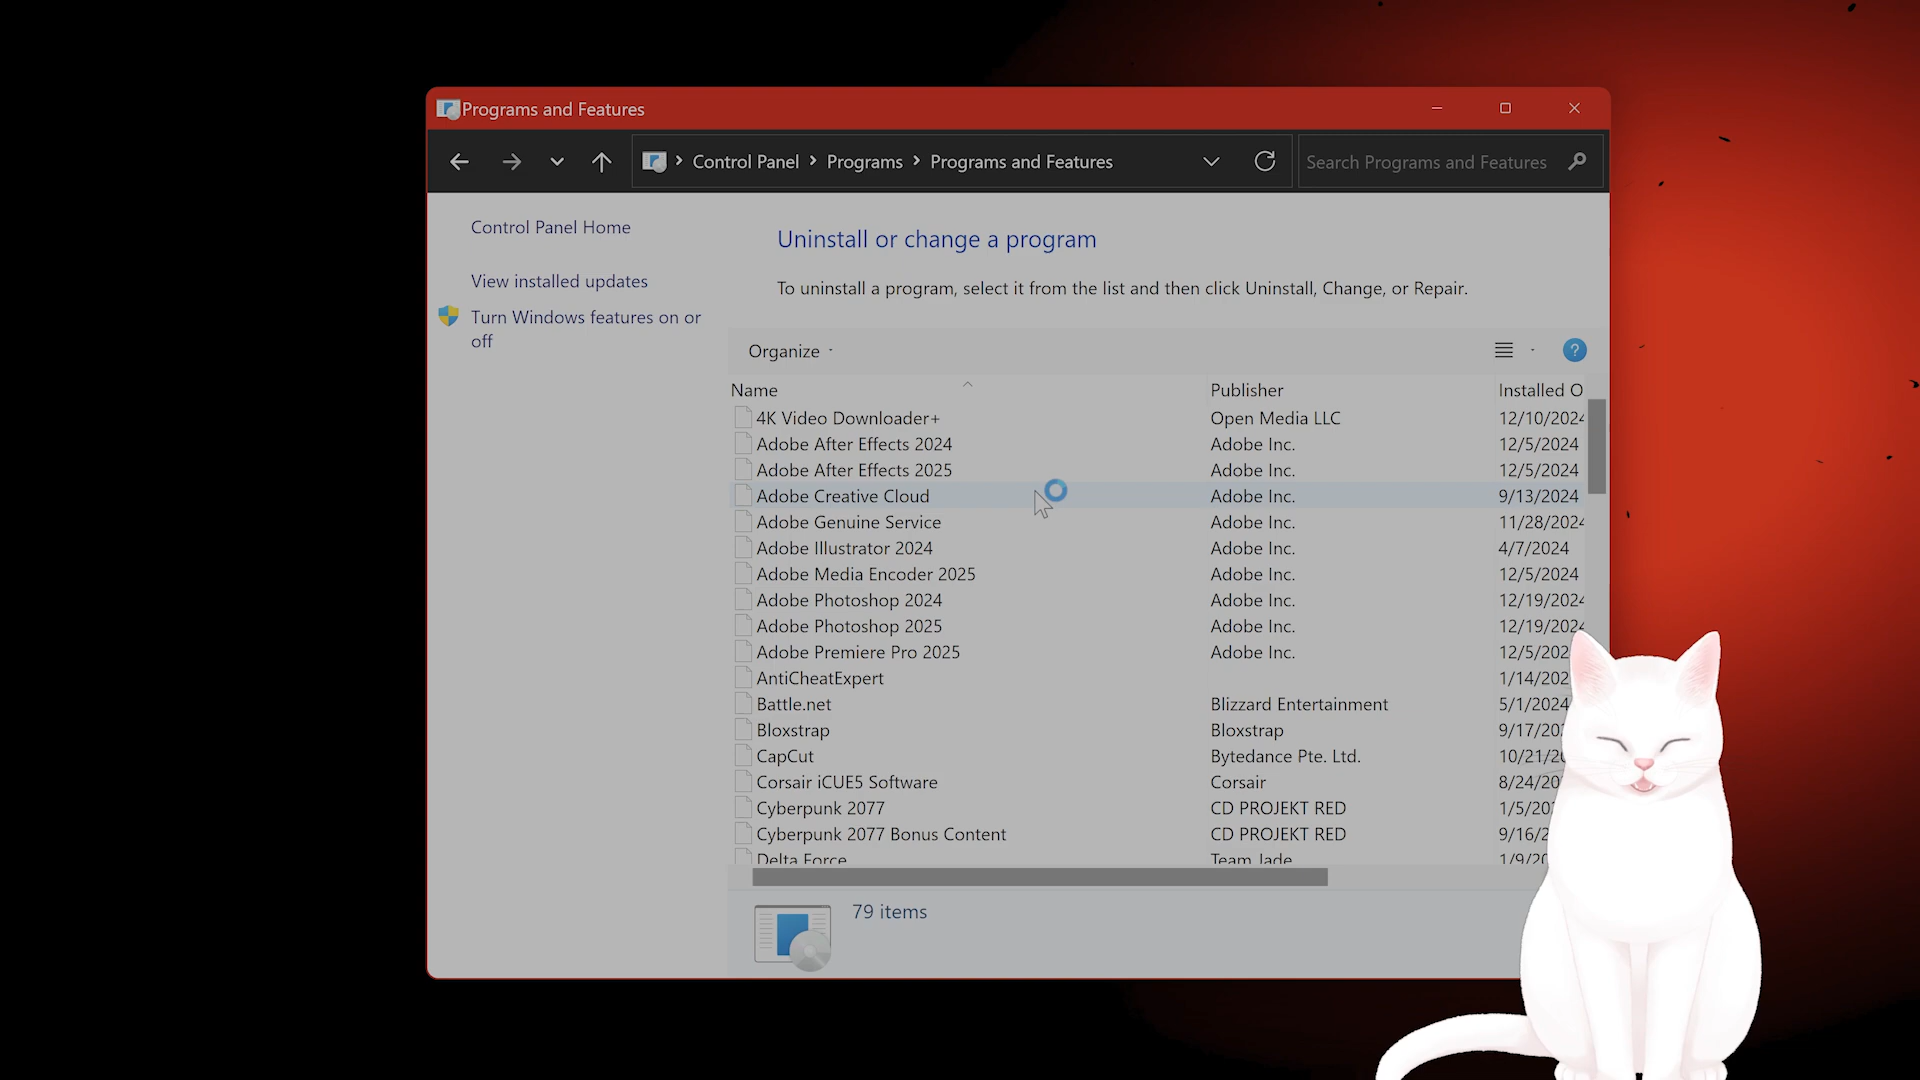 Programs and Features
Control Panel > Programs > Programs and Features
Search Programs and Features
Control Panel Home
View installed updates
Turn Windows features on or
off
Uninstall or change a program
To uninstall a program, select it from the list and then click Uninstall, Change, or Repair.
Organize
Name Publisher Installed O
4K Video Downloader+ Open Media LLC 12/10/2024
Adobe After Effects 2024 Adobe Inc. 12/5/2024
Adobe After Effects 2025 Adobe Inc. 12/5/2024
Adobe Creative Cloud Adobe Inc. 9/13/2024
Adobe Genuine Service Adobe Inc. 11/28/2024
Adobe Illustrator 2024 Adobe Inc. 4/7/2024
Adobe Media Encoder 2025 Adobe Inc. 12/5/2024
Adobe Photoshop 2024 Adobe Inc. 12/19/2024
Adobe Photoshop 2025 Adobe Inc. 12/19/2024
Adobe Premiere Pro 2025 Adobe Inc. 12/5/202
AntiCheatExpert 1/14/202
Battle.net Blizzard Entertainment 5/1/2024
Bloxstrap Bloxstrap 9/17/20
CapCut Bytedance Pte. Ltd. 10/21/20
Corsair iCUE5 Software Corsair 8/24/20
Cyberpunk 2077 CD PROJEKT RED 1/5/20
Cyberpunk 2077 Bonus Content CD PROJEKT RED 9/16/2
Delta Force Team Jade 1/9/20
79 items